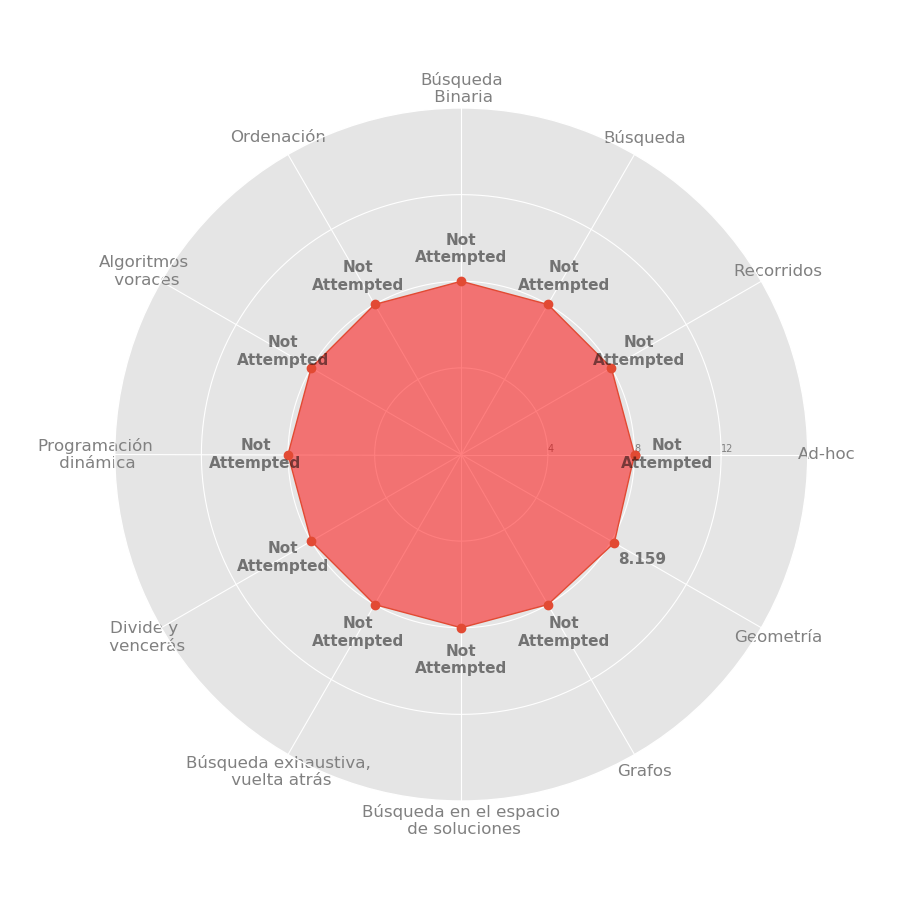 Búsqueda
Binaria
Ordenación
Búsqueda
Not
Attempted
Algoritmos
voraces
Not
Attempted
Not
Attempted
Recorridos
Not
Attempted
Not
Attempted
Programación
dinámica
Not
Attempted
4
8
12
Not
Attempted
Ad-hoc
Not
Attempted
8.159
Divide y
vencerás
Not
Attempted
Not
Attempted
Not
Attempted
Geometría
Búsqueda exhaustiva,
vuelta atrás
Grafos
Búsqueda en el espacio
de soluciones